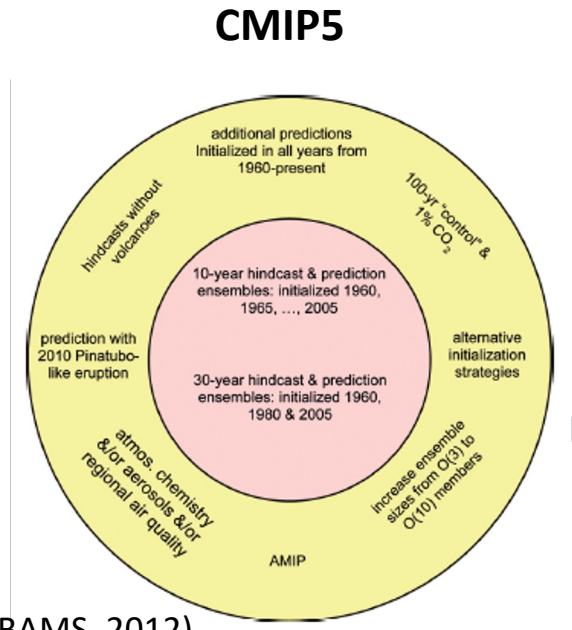 CMIP5
additional predictions
Initialized in all years from
1960-present
hindcasts without
volcanoes
100-yr "control" &
1% CO2
10-year hindcast & prediction
ensembles: initialized 1960,
1965, ..., 2005
prediction with
2010 Pinatubo-
like eruption
alternative
initialization
strategies
30-year hindcast & prediction
ensembles: initialized 1960,
1980 & 2005
atmos. chemistry
&/or aerosols &/or
regional air quality
increase ensemble
sizes from O(3) to
O(10) members
AMIP
BAMS, 2012)